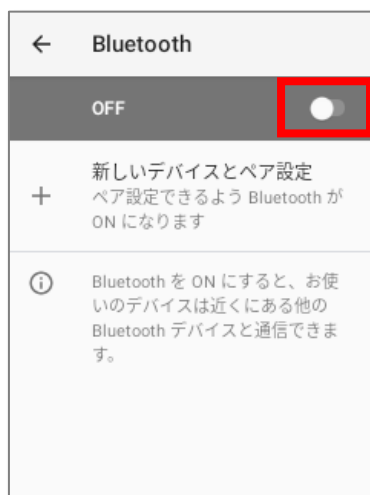 Bluetooth
OFF
新しいデバイスとペア設定
ペア設定できるよう Bluetooth が
ON になります
Bluetooth を ON にすると、お使
いのデバイスは近くにある他の
Bluetooth デバイスと通信できま
す。